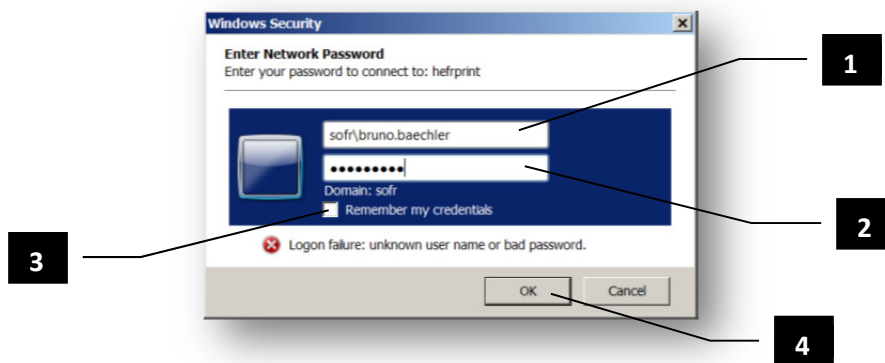 Windows Security
Enter Network Password
Enter your password to connect to: hefrprint
1
sofr\bruno.baechler
•••••••••
Domain: sofr
Remember my credentials
2
3
Logon failure: unknown user name or bad password.
OK
Cancel
4